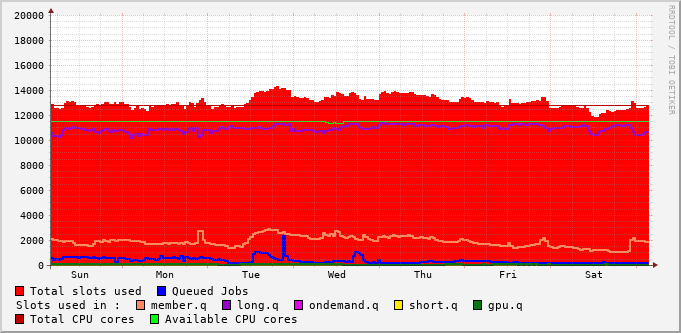 RRDTOOL / TOBI OETIKER
20000
18000
16000
14000
12000
10000
8000
6000
4000
2000
0
Sun Mon Tue Wed Thu Fri Sat
Total slots used Queued Jobs
Slots used in : member.q long.q ondemand.q short.q gpu.q
Total CPU cores Available CPU cores